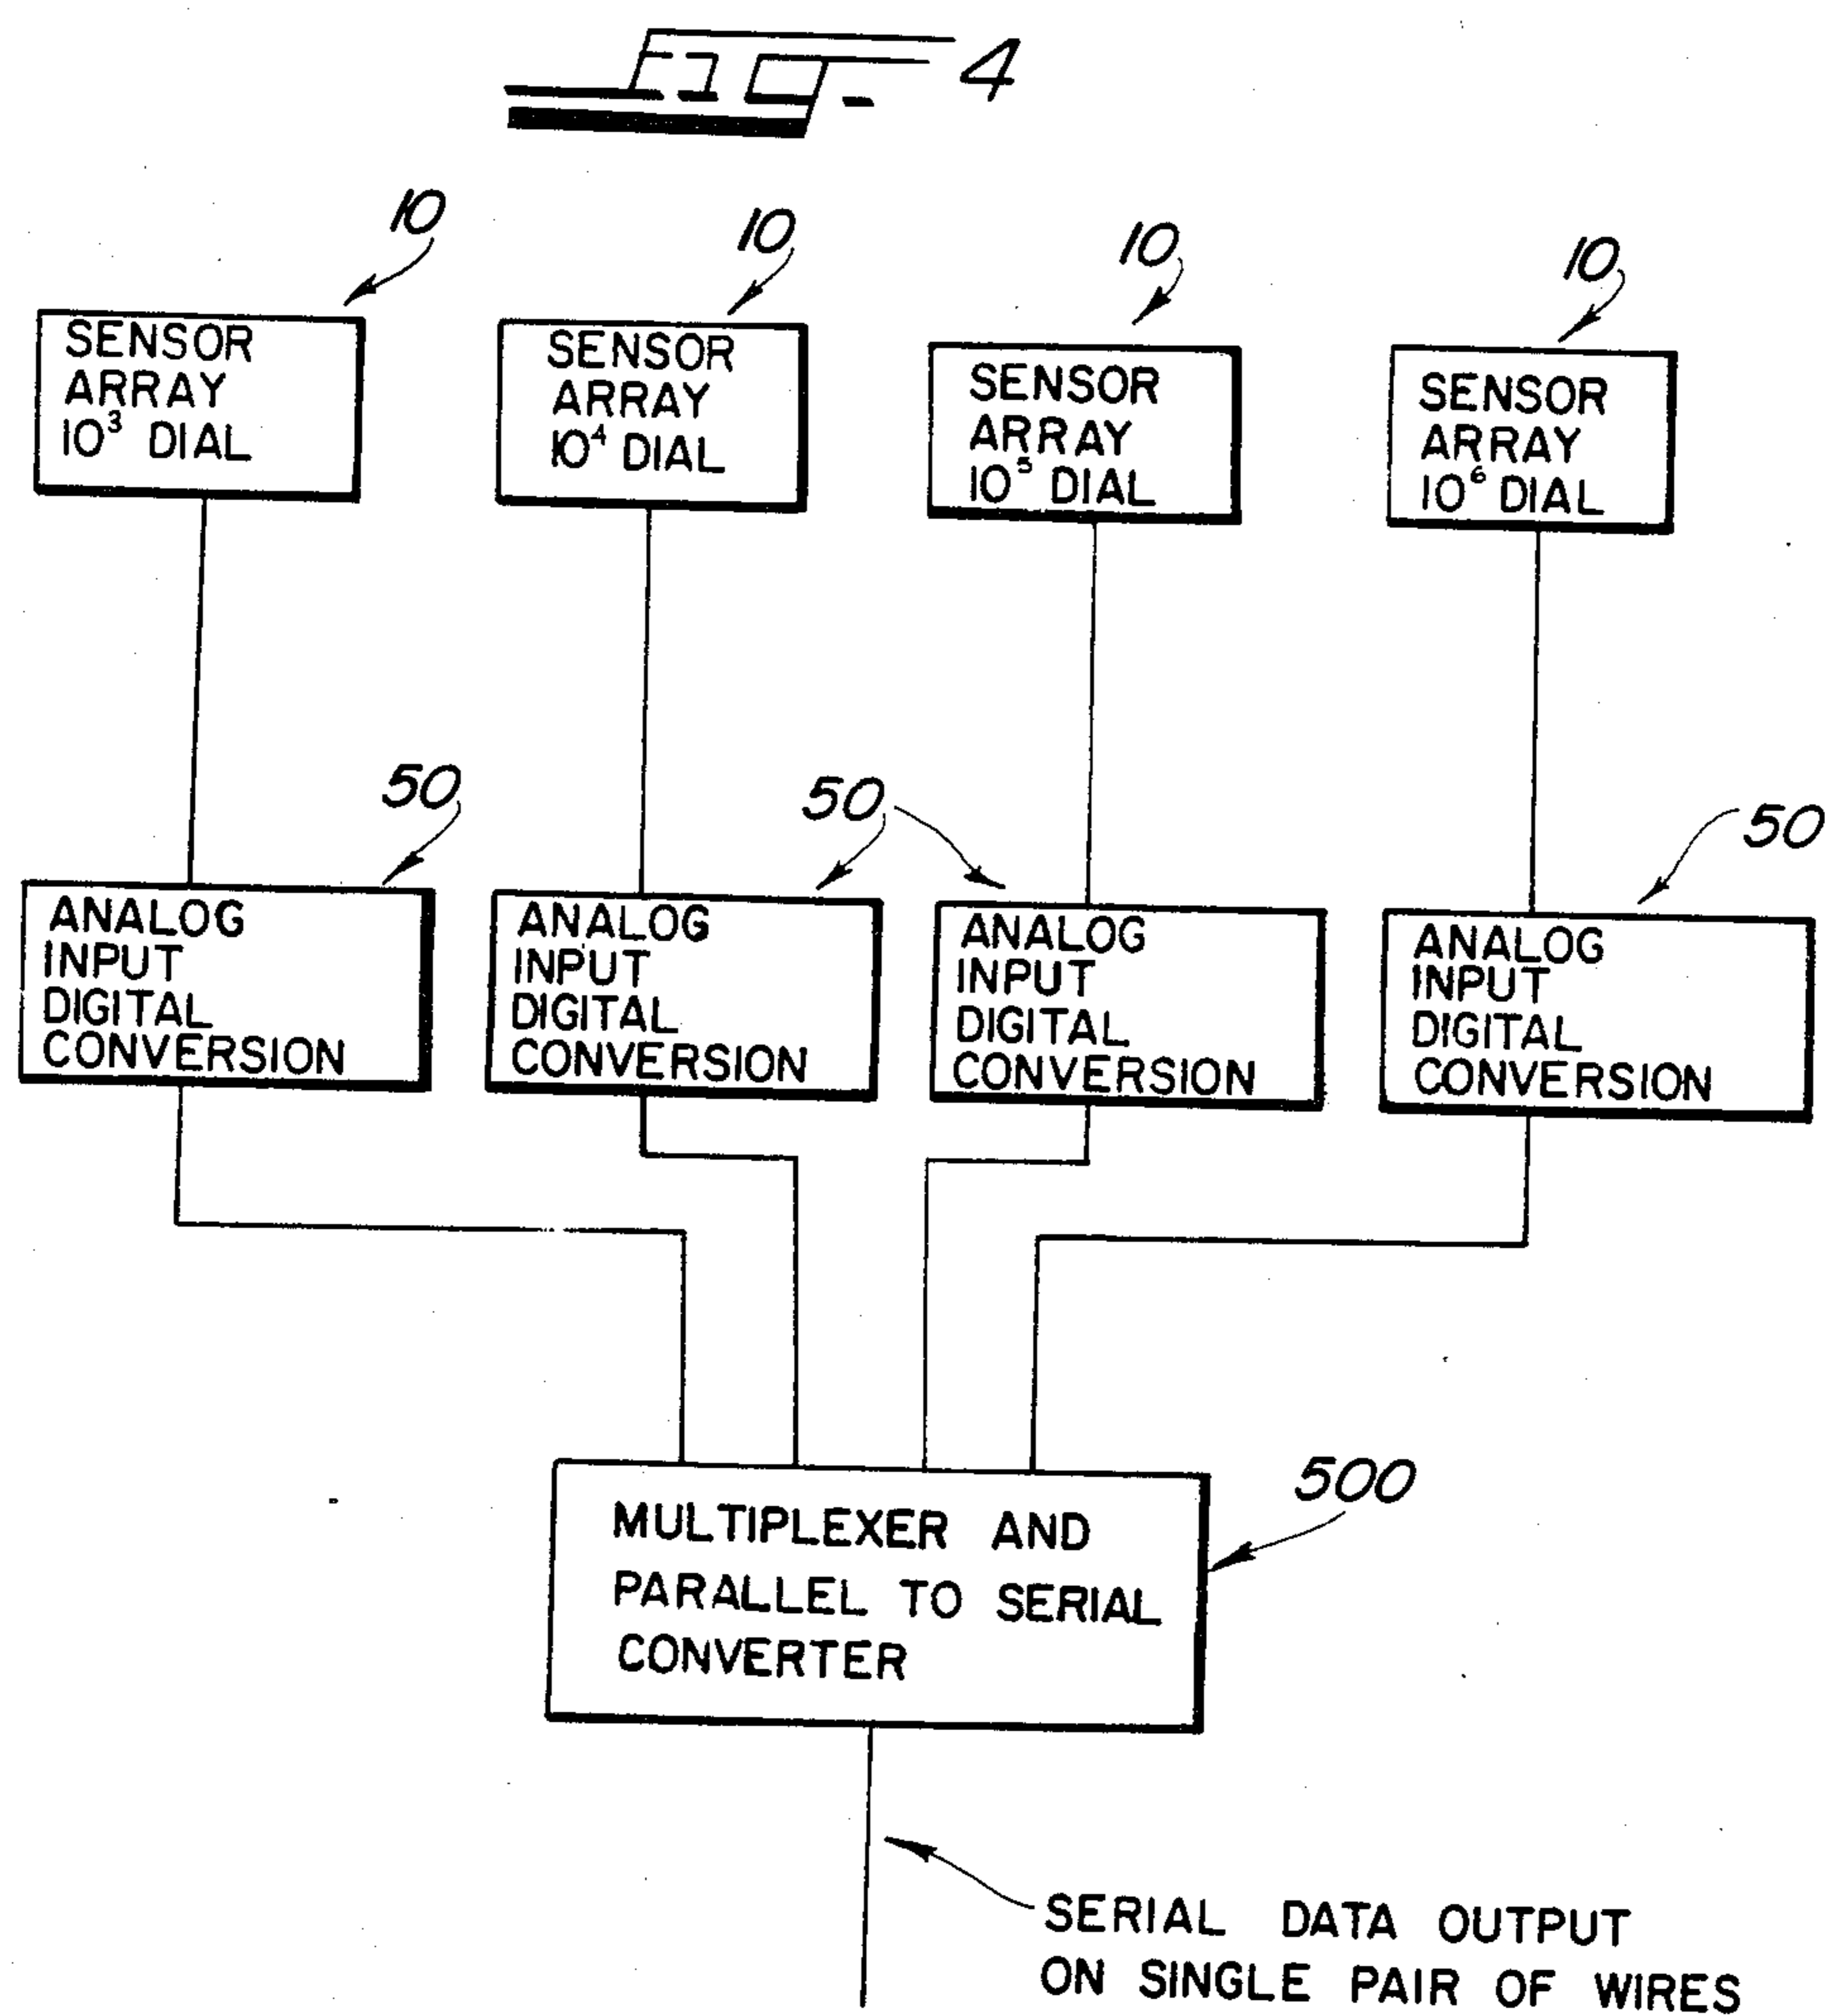 FIG. 4
10
10
10
10
SENSOR
ARRAY
10³ DIAL
SENSOR
ARRAY
10⁴ DIAL
SENSOR
ARRAY
10⁵ DIAL
SENSOR
ARRAY
10⁶ DIAL
50
50
50
ANALOG
INPUT
DIGITAL
CONVERSION
ANALOG
INPUT
DIGITAL
CONVERSION
ANALOG
INPUT
DIGITAL
CONVERSION
ANALOG
INPUT
DIGITAL
CONVERSION
500
MULTIPLEXER AND
PARALLEL TO SERIAL
CONVERTER
SERIAL DATA OUTPUT
ON SINGLE PAIR OF WIRES